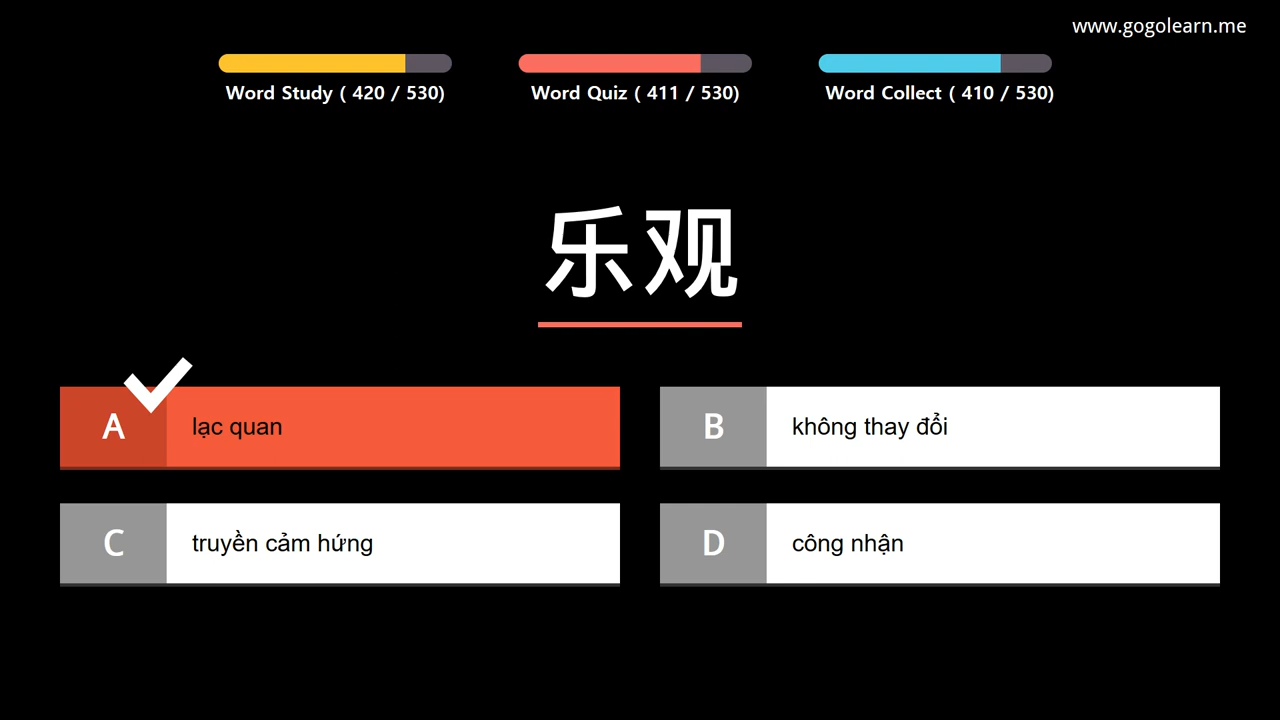 www.gogolearn.me
Word Study ( 420 / 530)
Word Quiz ( 411 / 530)
Word Collect ( 410 / 530)
乐观
A lạc quan
B không thay đổi
C truyền cảm hứng
D công nhận